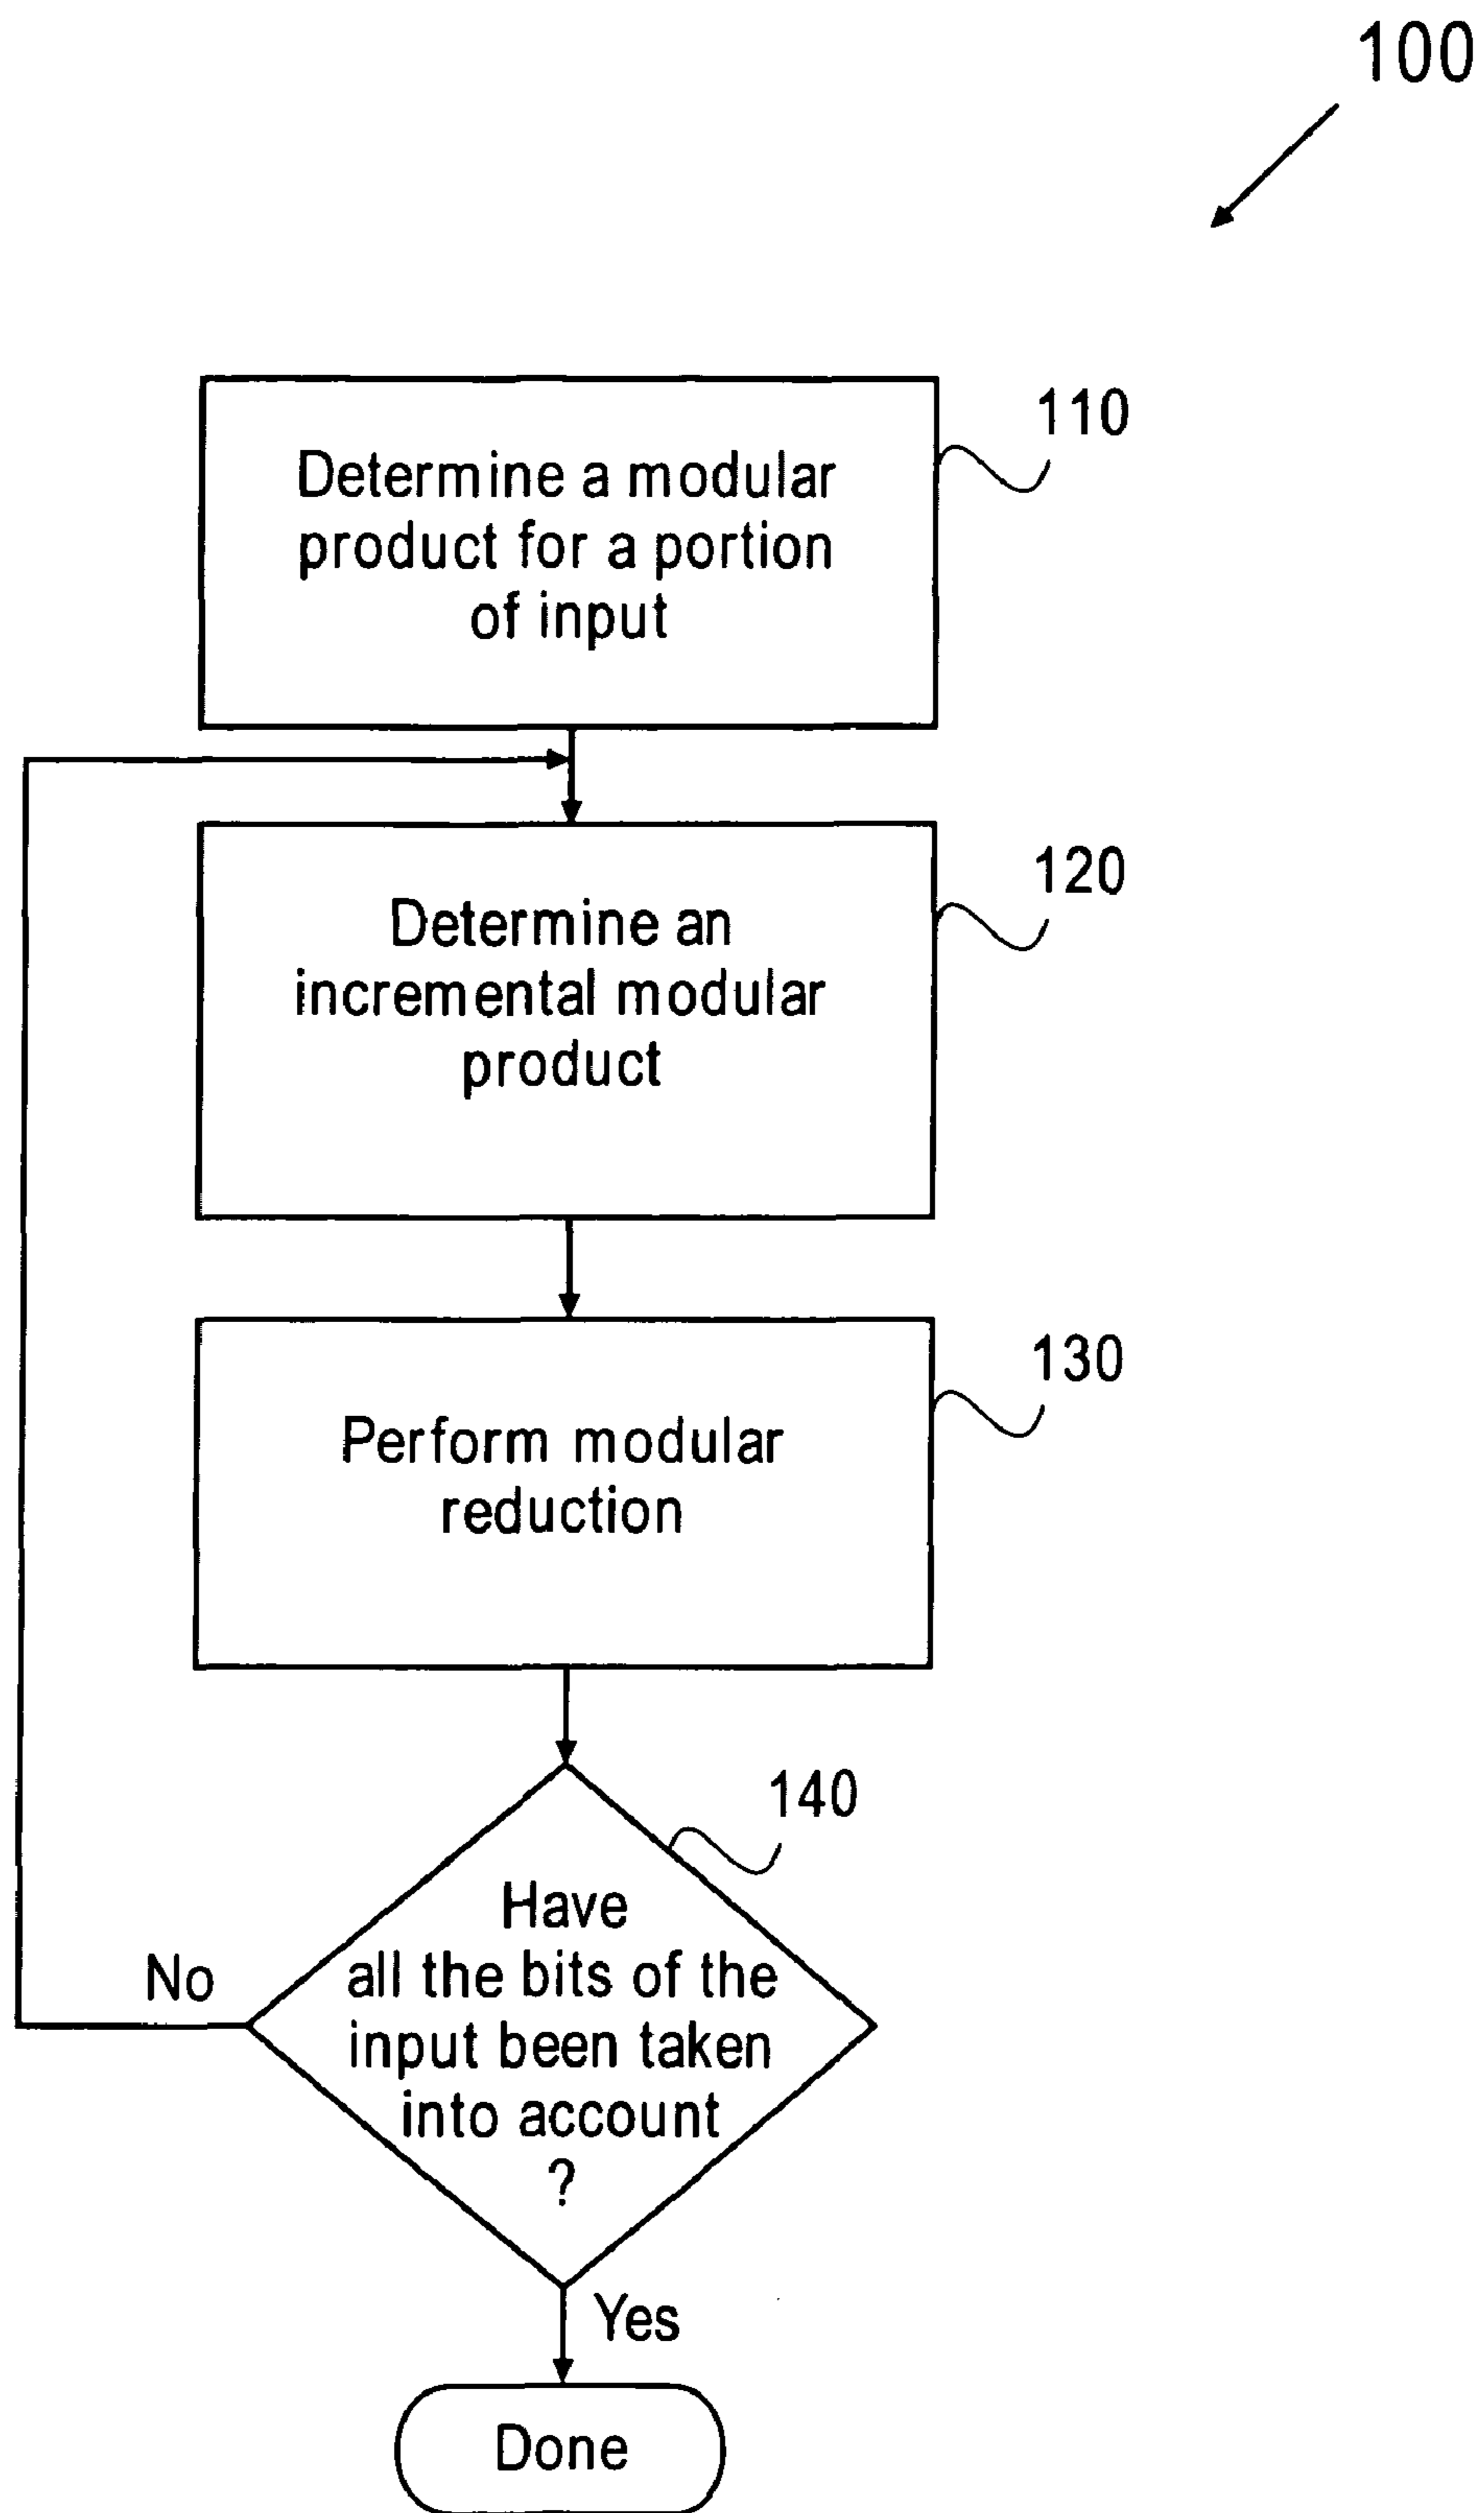 100
110
Determine a modular
product for a portion
of input
120
Determine an
incremental modular
product
130
Perform modular
reduction
140
Have
all the bits of the
input been taken
into account
?
No
Yes
Done